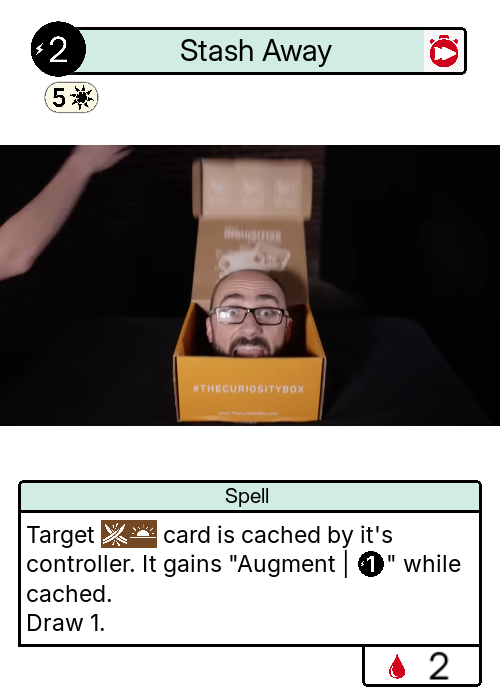 2
Stash Away
5
#THECURIOSITYBOX
Spell
Target card is cached by it's
controller. It gains "Augment | 1" while
cached.
Draw 1.
2